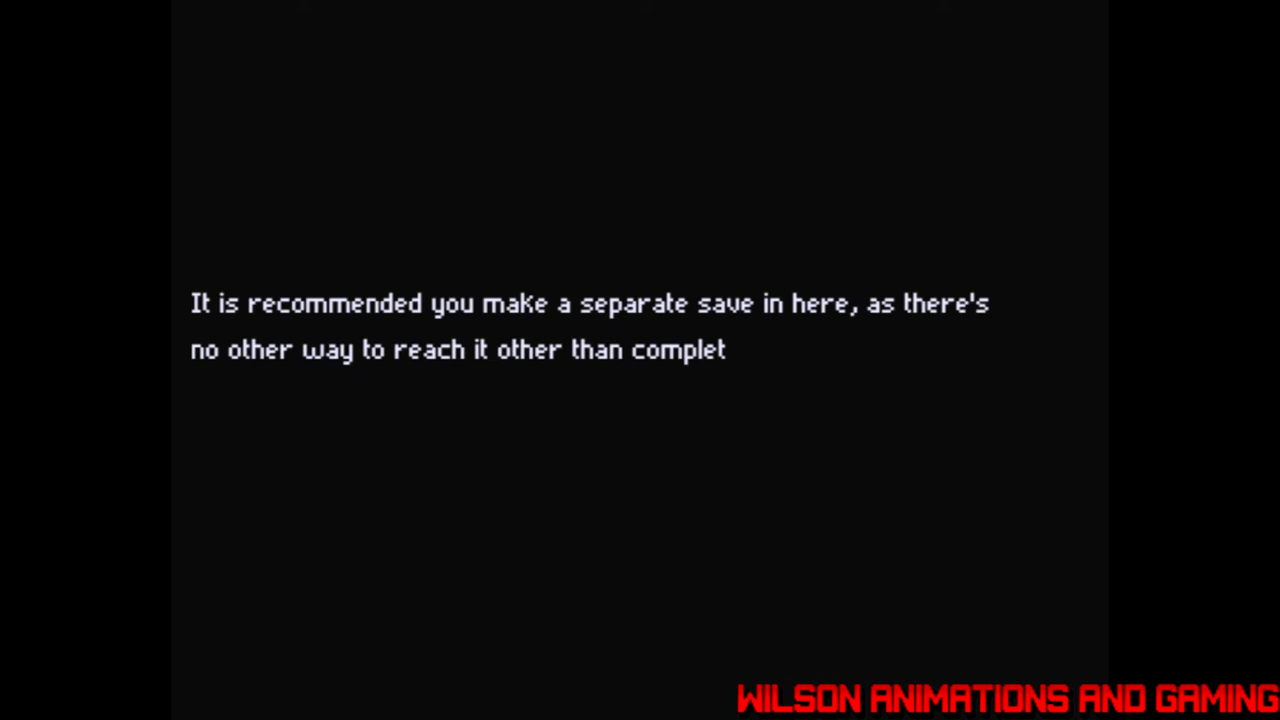 It is recommended you make a separate save in here, as there's
no other way to reach it other than complet
WILSON ANIMATIONS AND GAMING